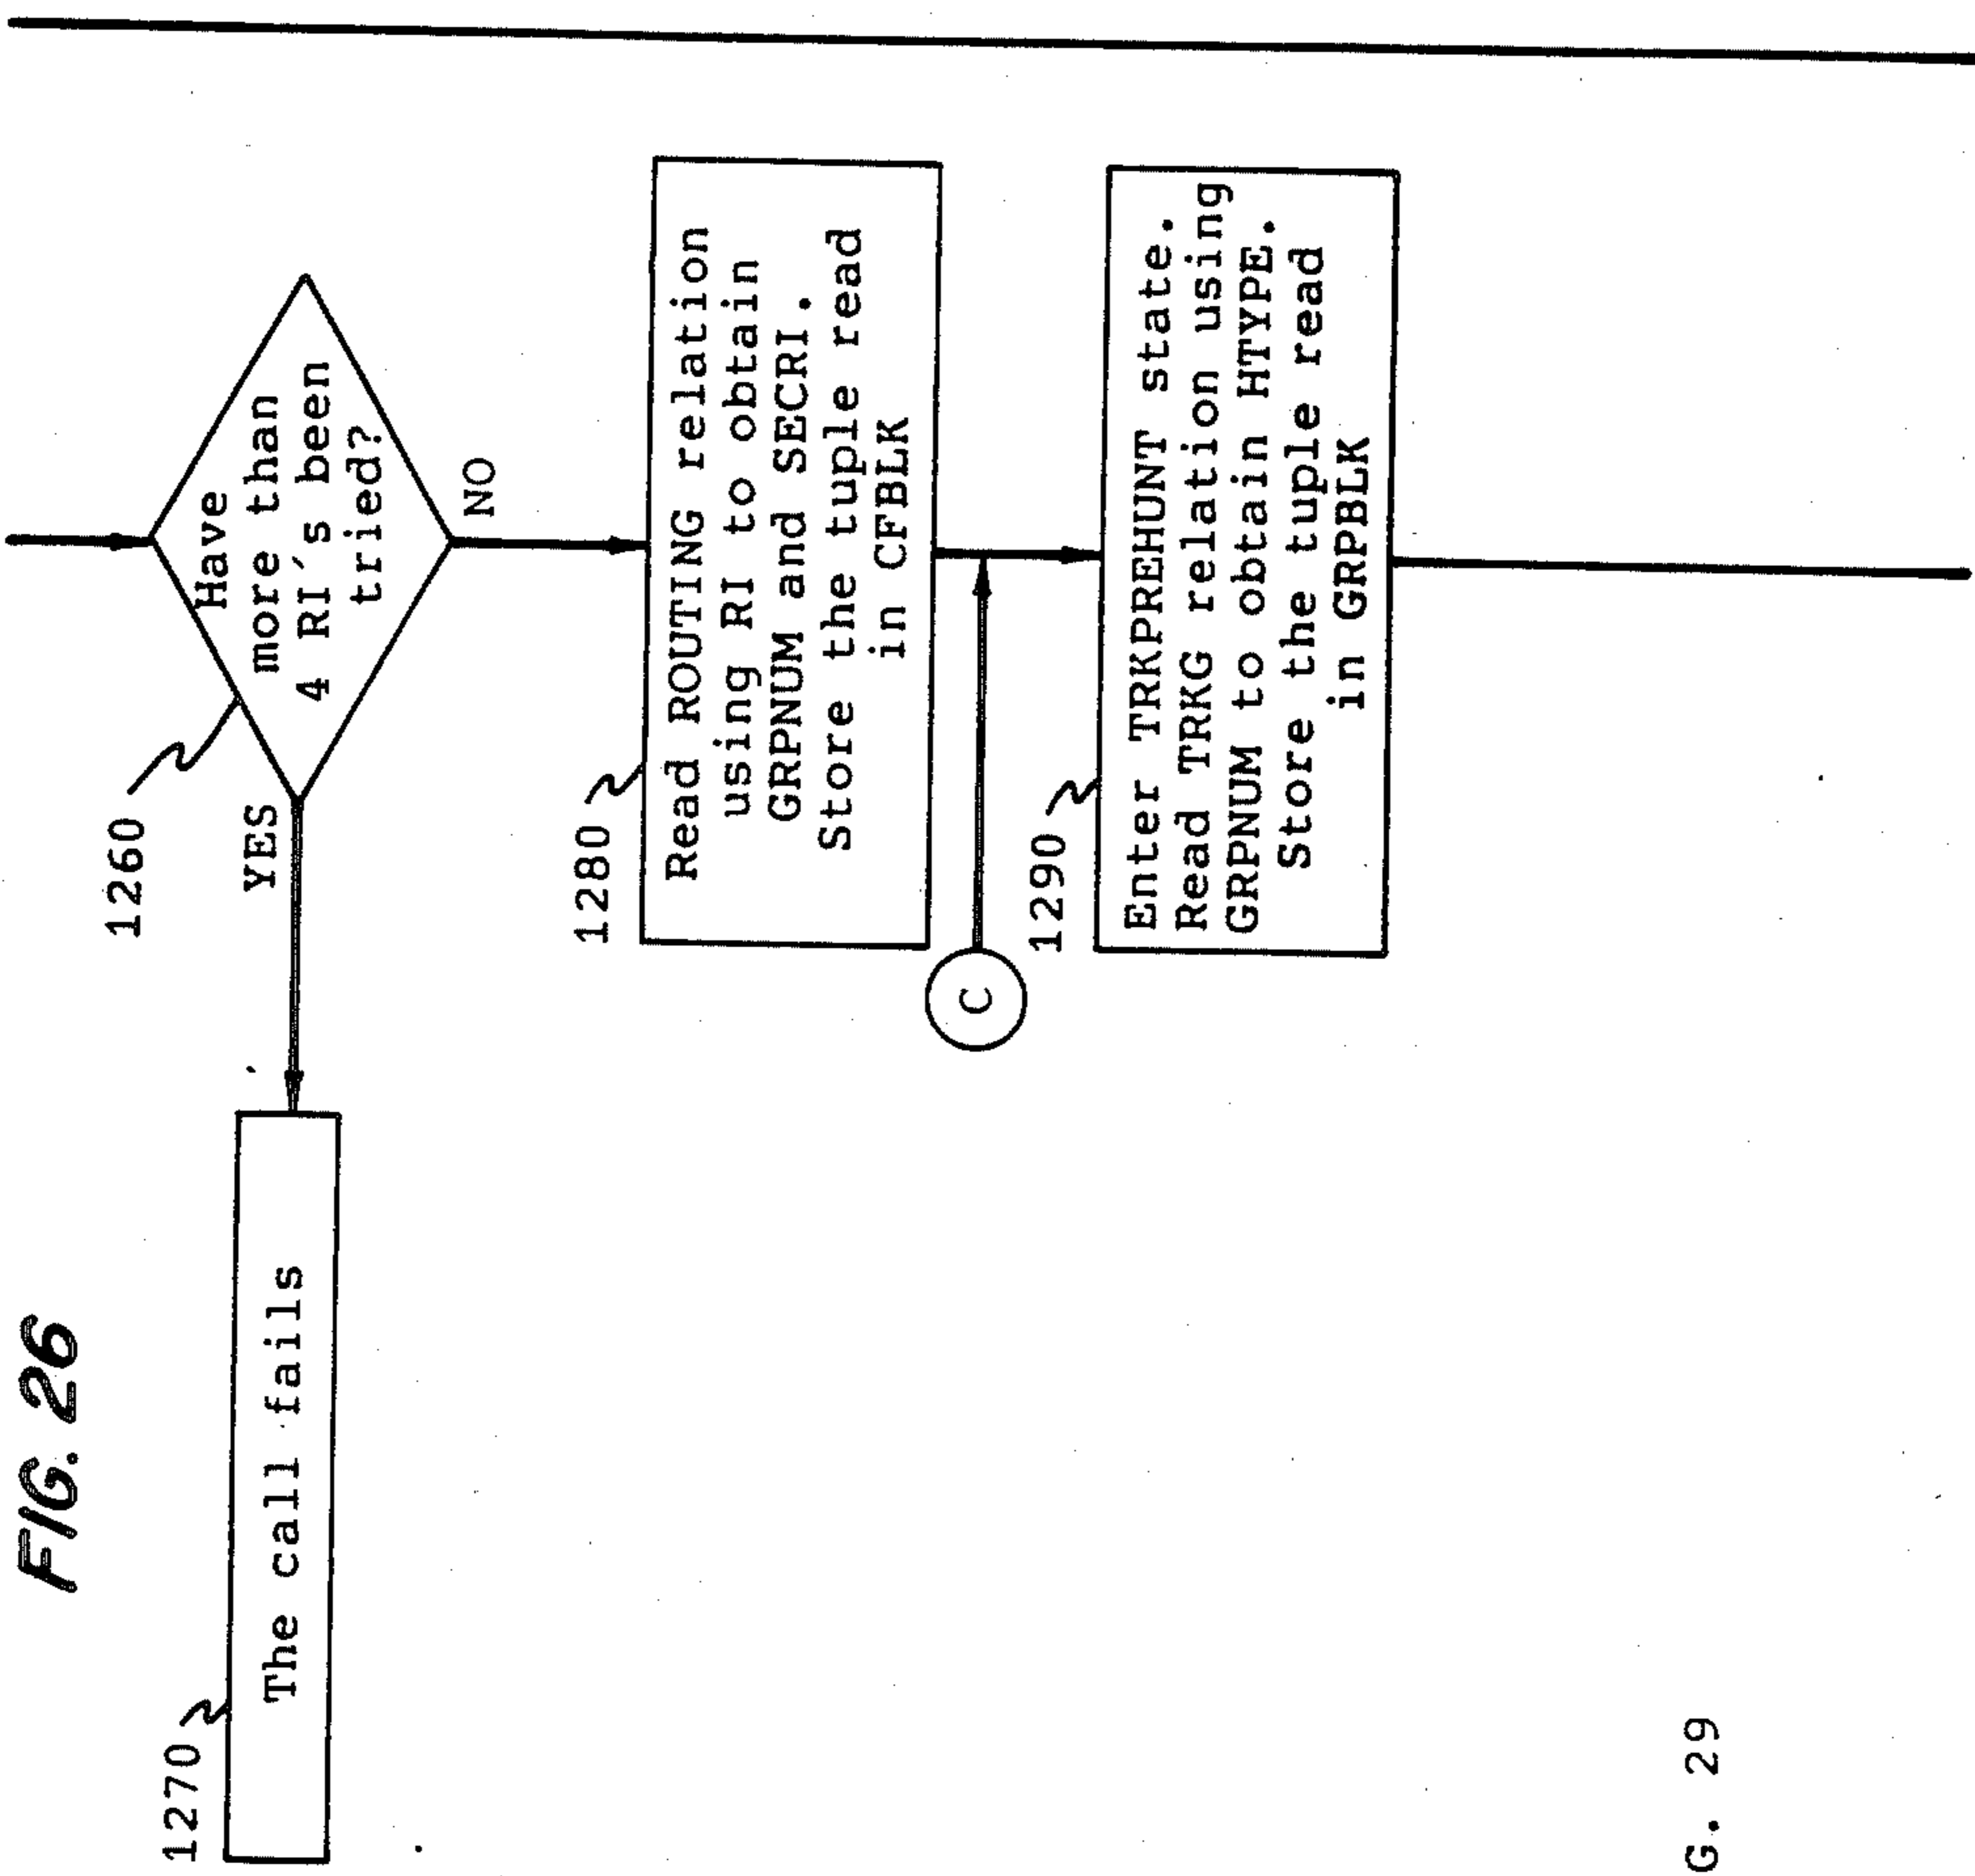 FIG. 26
1260
Have
more than
4 RI's been
tried?
YES
NO
1270
The call fails
1280
Read ROUTING relation
using RI to obtain
GRPNUM and SECRI.
Store the tuple read
in CFBLK
C
1290
Enter TRKPREHUNT state.
Read TRKG relation using
GRPNUM to obtain HTYPE.
Store the tuple read
in GRPBLK
G. 29